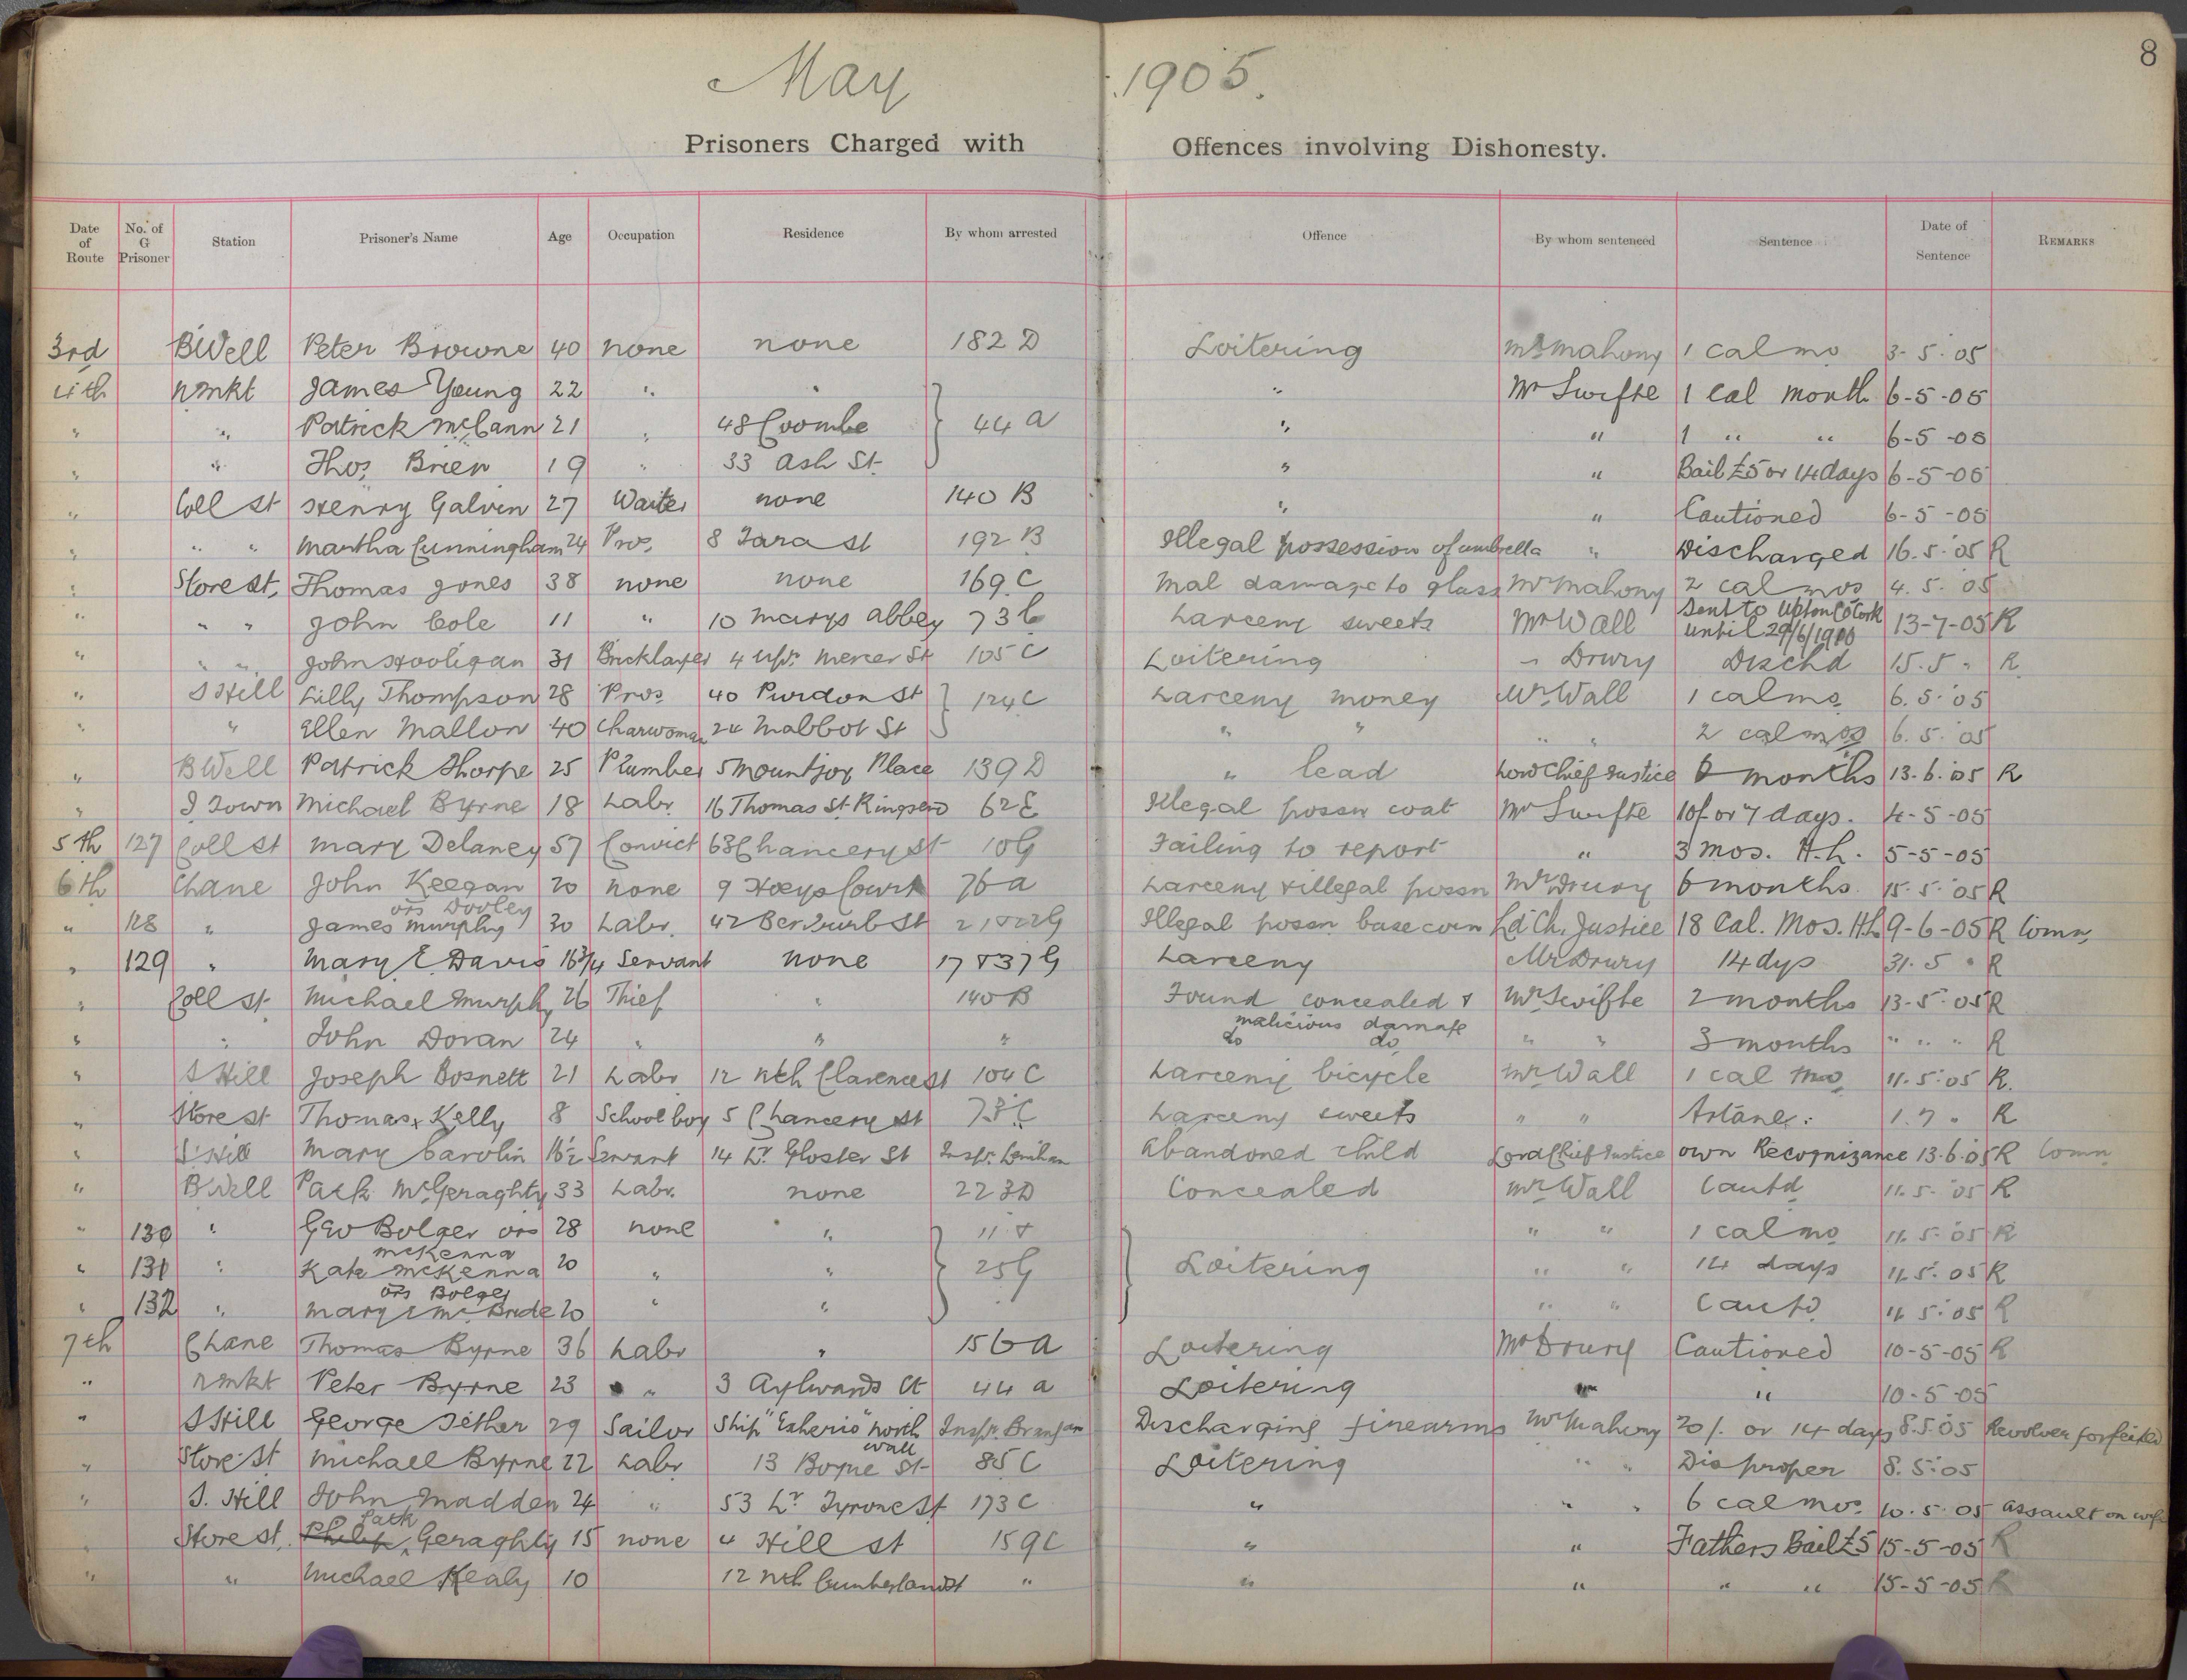 8
May 1905.
Prisoners Charged with Offences involving Dishonesty.
Date of Route No. of G Prisoner Station Prisoner's Name Age Occupation Residence By whom arrested Offence By whom sentenced Sentence Date of Sentence REMARKS
3rd BWell Peter Browne 40 none none 182 D Loitering Mr Mahony 1 cal mo 3-5-'05
4th nmkt James Young 22 " " Mr Swifte 1 Cal month 6-5-05
" " Patrick McCann 21 " 48 Coombe 44 a " " 1 " " 6-5-05
" " Thos. Brien 19 " 33 Ash St. " " Bail £5 or 14 days 6-5-05
" Coll St Henry Galvin 27 Waiter none 140 B " " Cautioned 6-5-05
" " " Martha Cunningham 24 Pros. 8 Tara St 192 B Illegal possession of umbrella " Discharged 16.5.'05 R
" Store St. Thomas Jones 38 none none 169 C Mal damage to glass Mr Mahony 2 cal mos 4.5.05
" " " John Cole 11 " 10 Marys Abbey 73 C Larceny sweets Mr Wall Sent to Upton Co Cork until 29/6/1910 13-7-05 R
" " " John Hooligan 31 Bricklayer 4 Upr. Mercer St 105 C Loitering " Drury Dischd 15.5 " R
" S Hill Lilly Thompson 28 Pros. 40 Purdon St 124 C Larceny money Mr Wall 1 cal mo 6.5.'05
" " Ellen Mallon 40 Charwoman 24 Mabbot St " " " " 2 cal mos 6.5.'05
" B Well Patrick Thorpe 25 Plumber 5 Mountjoy Place 139 D " lead Lord Chief Justice 6 months 13.6.'05 R
" I Town Michael Byrne 18 Labr. 16 Thomas St. Ringsend 62 E Illegal possn coat Mr Swifte 10/- or 7 days. 4-5-05
5th 127 Coll St Mary Delaney 57 Convict 63 Chancery St 10 G Failing to report " 3 mos. H.L. 5-5-05
6th Chane John Keegan 20 none 9 Hoeys Court 76 a Larceny & illegal possn Mr Drury 6 months. 15.5.'05 R
" 128 " James Murphy ors Dooley 30 Labr. 42 Ber St G Illegal possn base coin Ld Ch. Justice 18 Cal. Mos. H.L. 9-6-05 R Comn.
" 129 " Mary E Davis 16 3/4 Servant none 17 & 37 G Larceny Mr Drury 14 dys 31.5 " R
" Coll St. Michael Murphy 26 Thief " 140 B Found concealed & malicious damage Mr Swifte 2 months 13-5-05 R
" " John Doran 24 " " " do do " " 3 months " " " R
" S Hill Joseph Bosnett 21 Labr 12 Nth Clarence St 104 C Larceny bicycle Mr Wall 1 cal mo 11.5.'05 R.
" Store St Thomas Kelly 8 School boy 5 Chancery St 73 C Larceny sweets " " Artane. 1.7 " R
" S. Hill Mary Carolin 16½ Servant 14 Lr. Gloster St Inspr. Lenihan Abandoned child Lord Chief Justice own Recognizance 13.6.05 R Comn
" B Well Patk McGeraghty 33 Labr. none 223 D Concealed Mr Wall Cautd 11.5.'05 R
" 130 " Geo Bolger ors McKenna 28 none " 11 & " " 1 cal mo 11.5.'05 R
" 131 " Kate McKenna ors Bolger 20 " " 25 G Loitering " " 14 days 11.5.05 R
" 132 " Mary E McBride 20 " " " " Cautd. 11.5.'05 R
7th Chane Thomas Byrne 36 Labr " 156 a Loitering Mr Drury Cautioned 10-5-05 R
" nmkt Peter Byrne 23 " 3 Aylwards Ct 44 a Loitering " " 10-5-05
" S Hill George Tether 29 Sailor Ship "" North Wall Inspr. Discharging firearms Mr Mahony 20/- or 14 days 8.5.05 Revolver forfeited
" Store St Michael Byrne 22 Labr 13 Boyne St 85 C Loitering " " Dis proper 8.5.'05
" S. Hill John Madden 24 " 53 Lr Tyrone St 173 C " " " 6 cal mos. 10.5.05 assault on wife
" Store St. Philip Patk Geraghty 15 none 4 Hill St 159 C " " Fathers Bail £5 15-5-05 R
" " Michael Kealy 10 12 Nth Cumberland St " " " " " 15-5-05 R